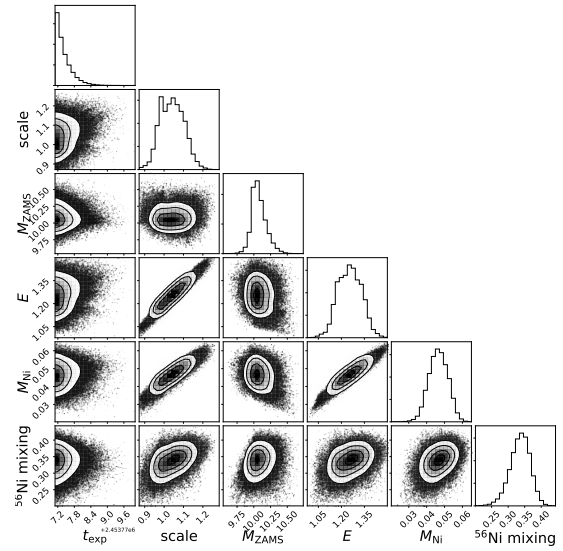 scale
0.9 1.0 1.1 1.2
M_ZAMS
9.75 10.00 10.25 10.50
E
1.05 1.20 1.35
M_Ni
0.03 0.04 0.05 0.06
⁵⁶Ni mixing
0.25 0.30 0.35 0.40
7.2 7.8 8.4 9.0 9.6
0.9 1.0 1.1 1.2
9.75 10.00 10.25 10.50
1.05 1.20 1.35
0.03 0.04 0.05 0.06
0.25 0.30 0.35 0.40
+2.45377e6
t_exp scale M_ZAMS E M_Ni ⁵⁶Ni mixing